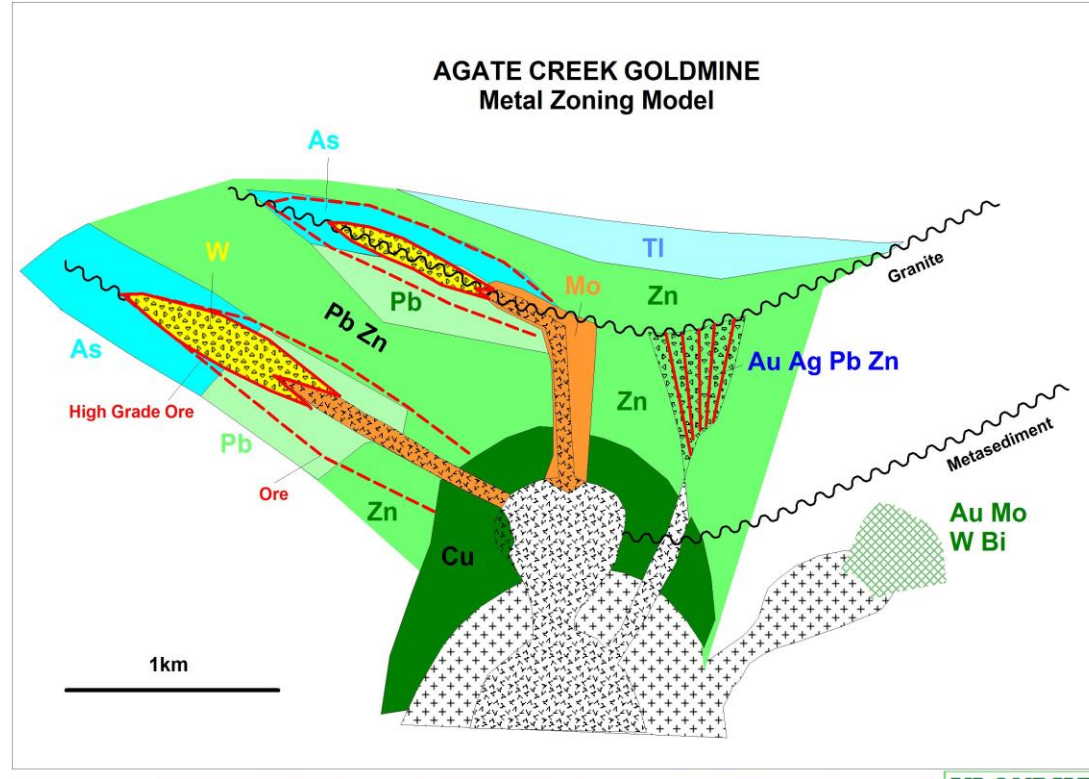 AGATE CREEK GOLDMINE
Metal Zoning Model
As
Tl
W
Mo
Granite
Pb
Zn
Pb Zn
As
Au Ag Pb Zn
High Grade Ore
Zn
Pb
Metasediment
Ore
Zn
Au Mo
W Bi
Cu
1km